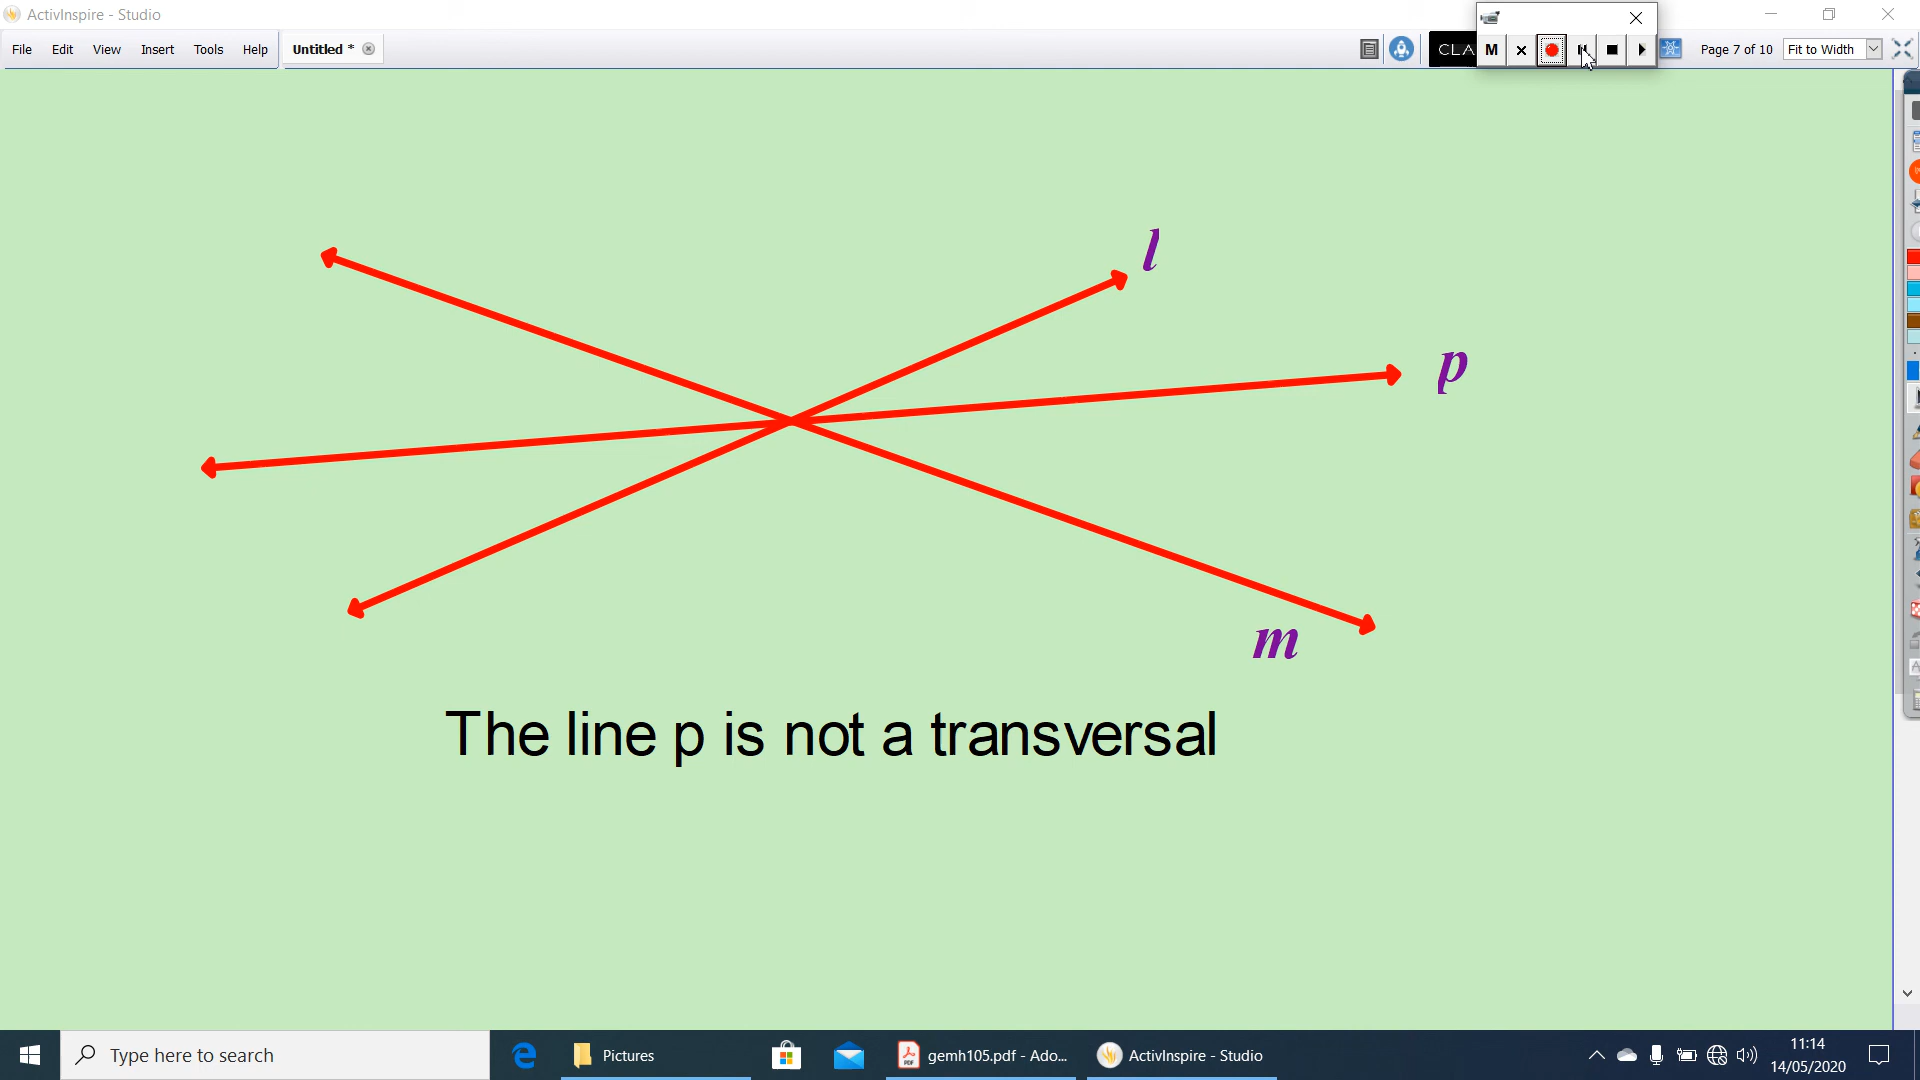 ActivInspire - Studio
File Edit View Insert Tools Help Untitled * CLA M Page 7 of 10 Fit to Width
l
p
m
The line p is not a transversal
Type here to search Pictures gemh105.pdf - Ado... ActivInspire - Studio 11:14
14/05/2020